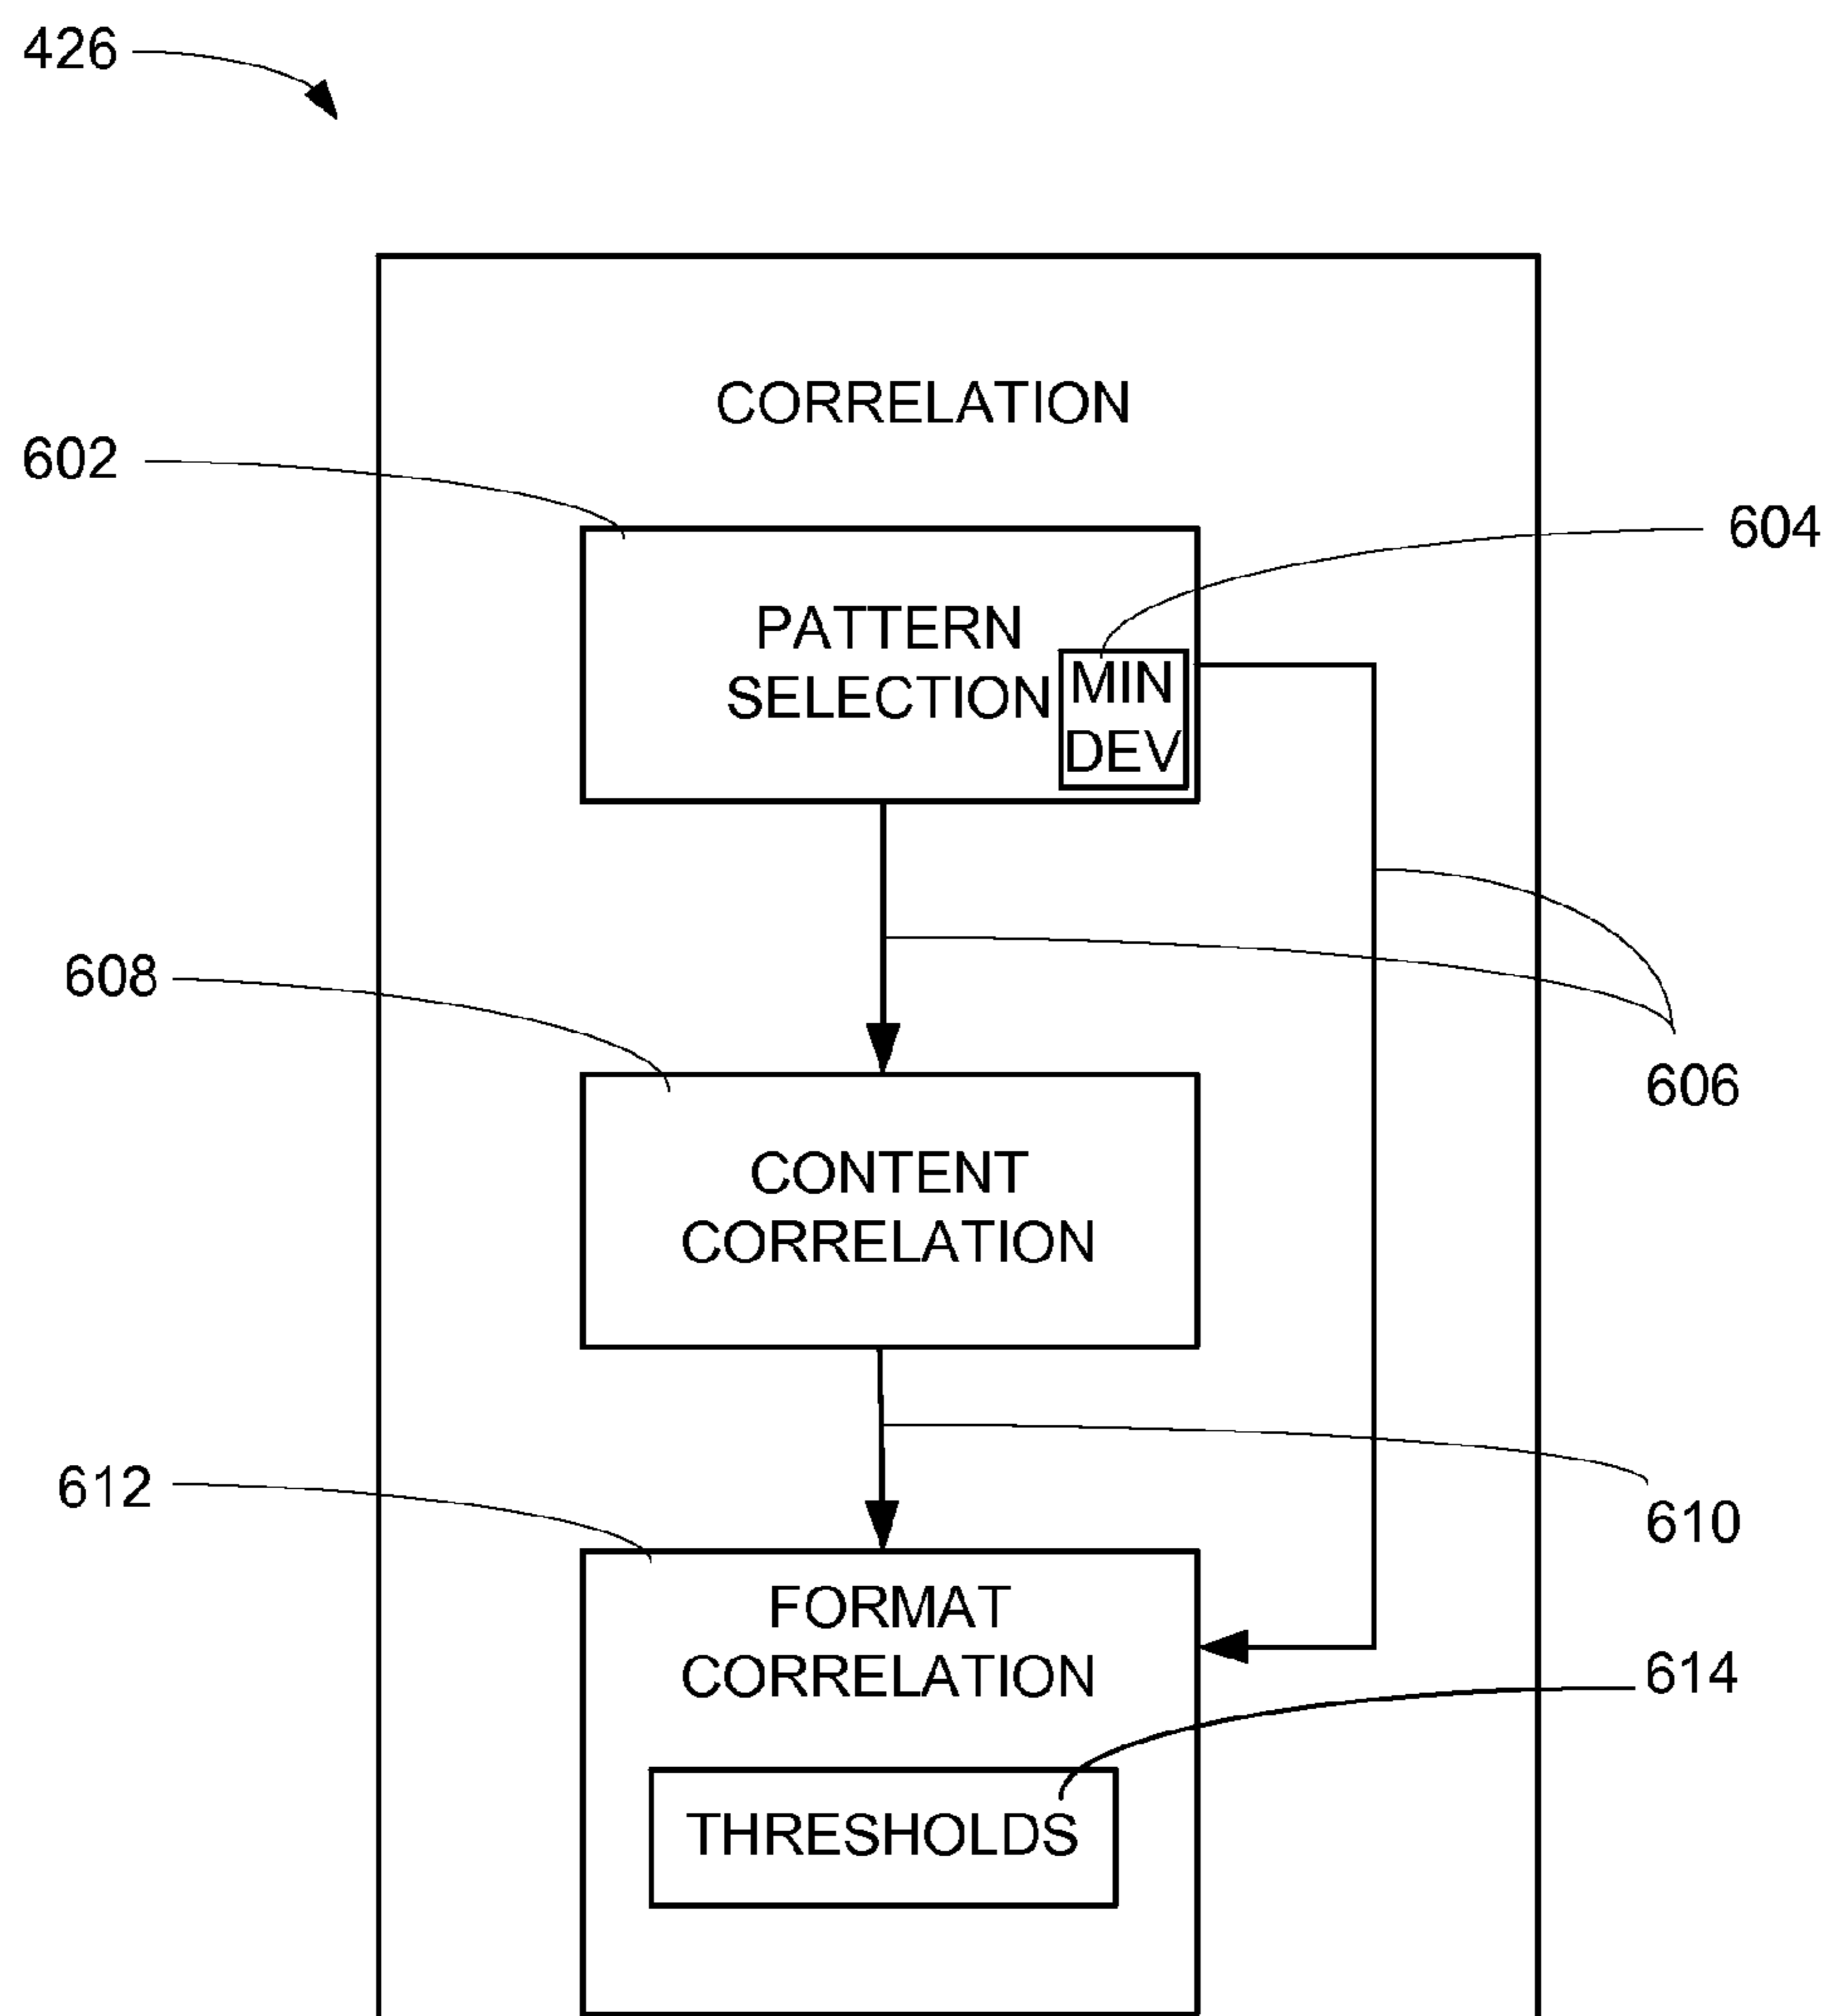 426
CORRELATION
602
604
PATTERN
SELECTION
MIN
DEV
608
606
CONTENT
CORRELATION
612
610
FORMAT
CORRELATION
614
THRESHOLDS